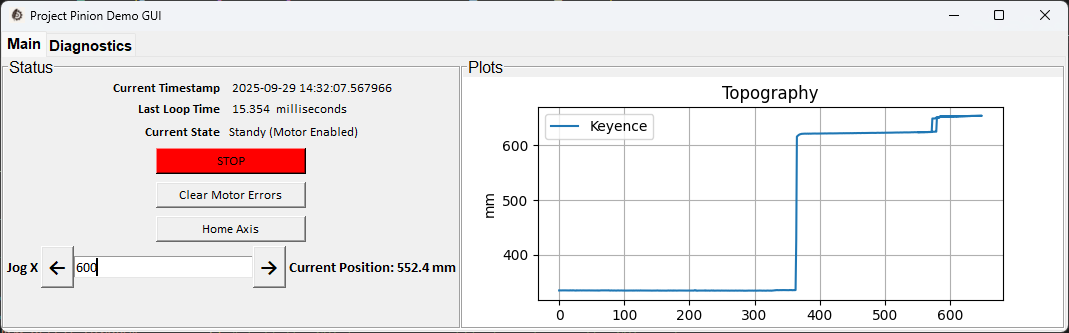 Project Pinion Demo GUI
Main Diagnostics
Status
Current Timestamp 2025-09-29 14:32:07.567966
Last Loop Time 15.354 milliseconds
Current State Standy (Motor Enabled)
STOP
Clear Motor Errors
Home Axis
Jog X 600 Current Position: 552.4 mm
Plots
Topography
Keyence
mm
600
500
400
0 100 200 300 400 500 600